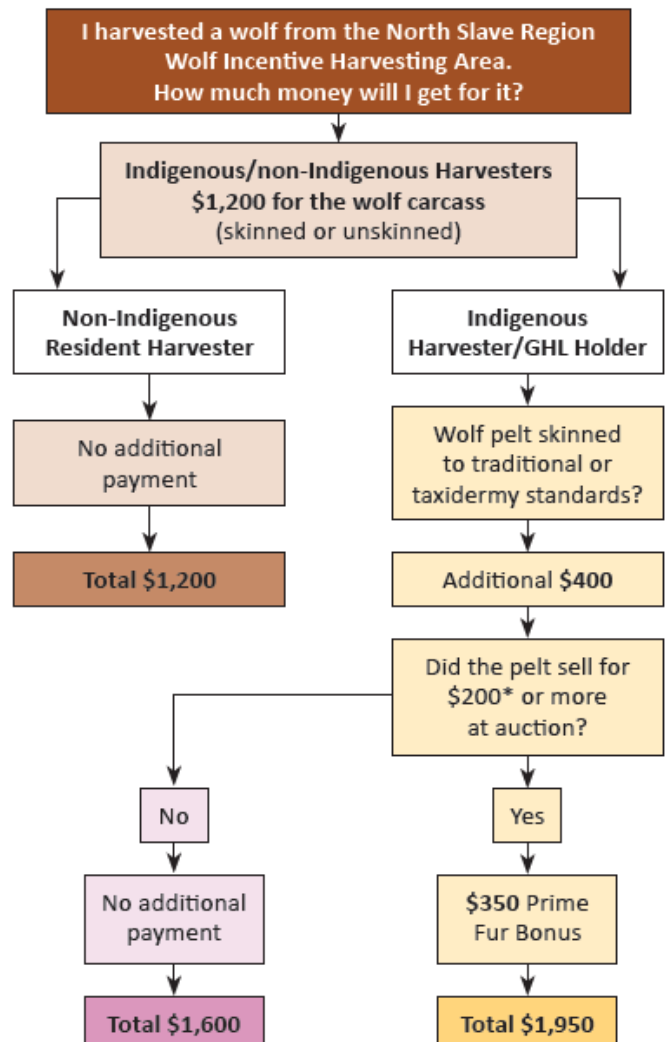 I harvested a wolf from the North Slave Region
Wolf Incentive Harvesting Area.
How much money will I get for it?
Indigenous/non-Indigenous Harvesters
$1,200 for the wolf carcass
(skinned or unskinned)
Non-Indigenous
Resident Harvester
Indigenous
Harvester/GHL Holder
No additional
payment
Wolf pelt skinned
to traditional or
taxidermy standards?
Total $1,200
Additional $400
Did the pelt sell for
$200* or more
at auction?
No
Yes
No additional
payment
$350 Prime
Fur Bonus
Total $1,600
Total $1,950